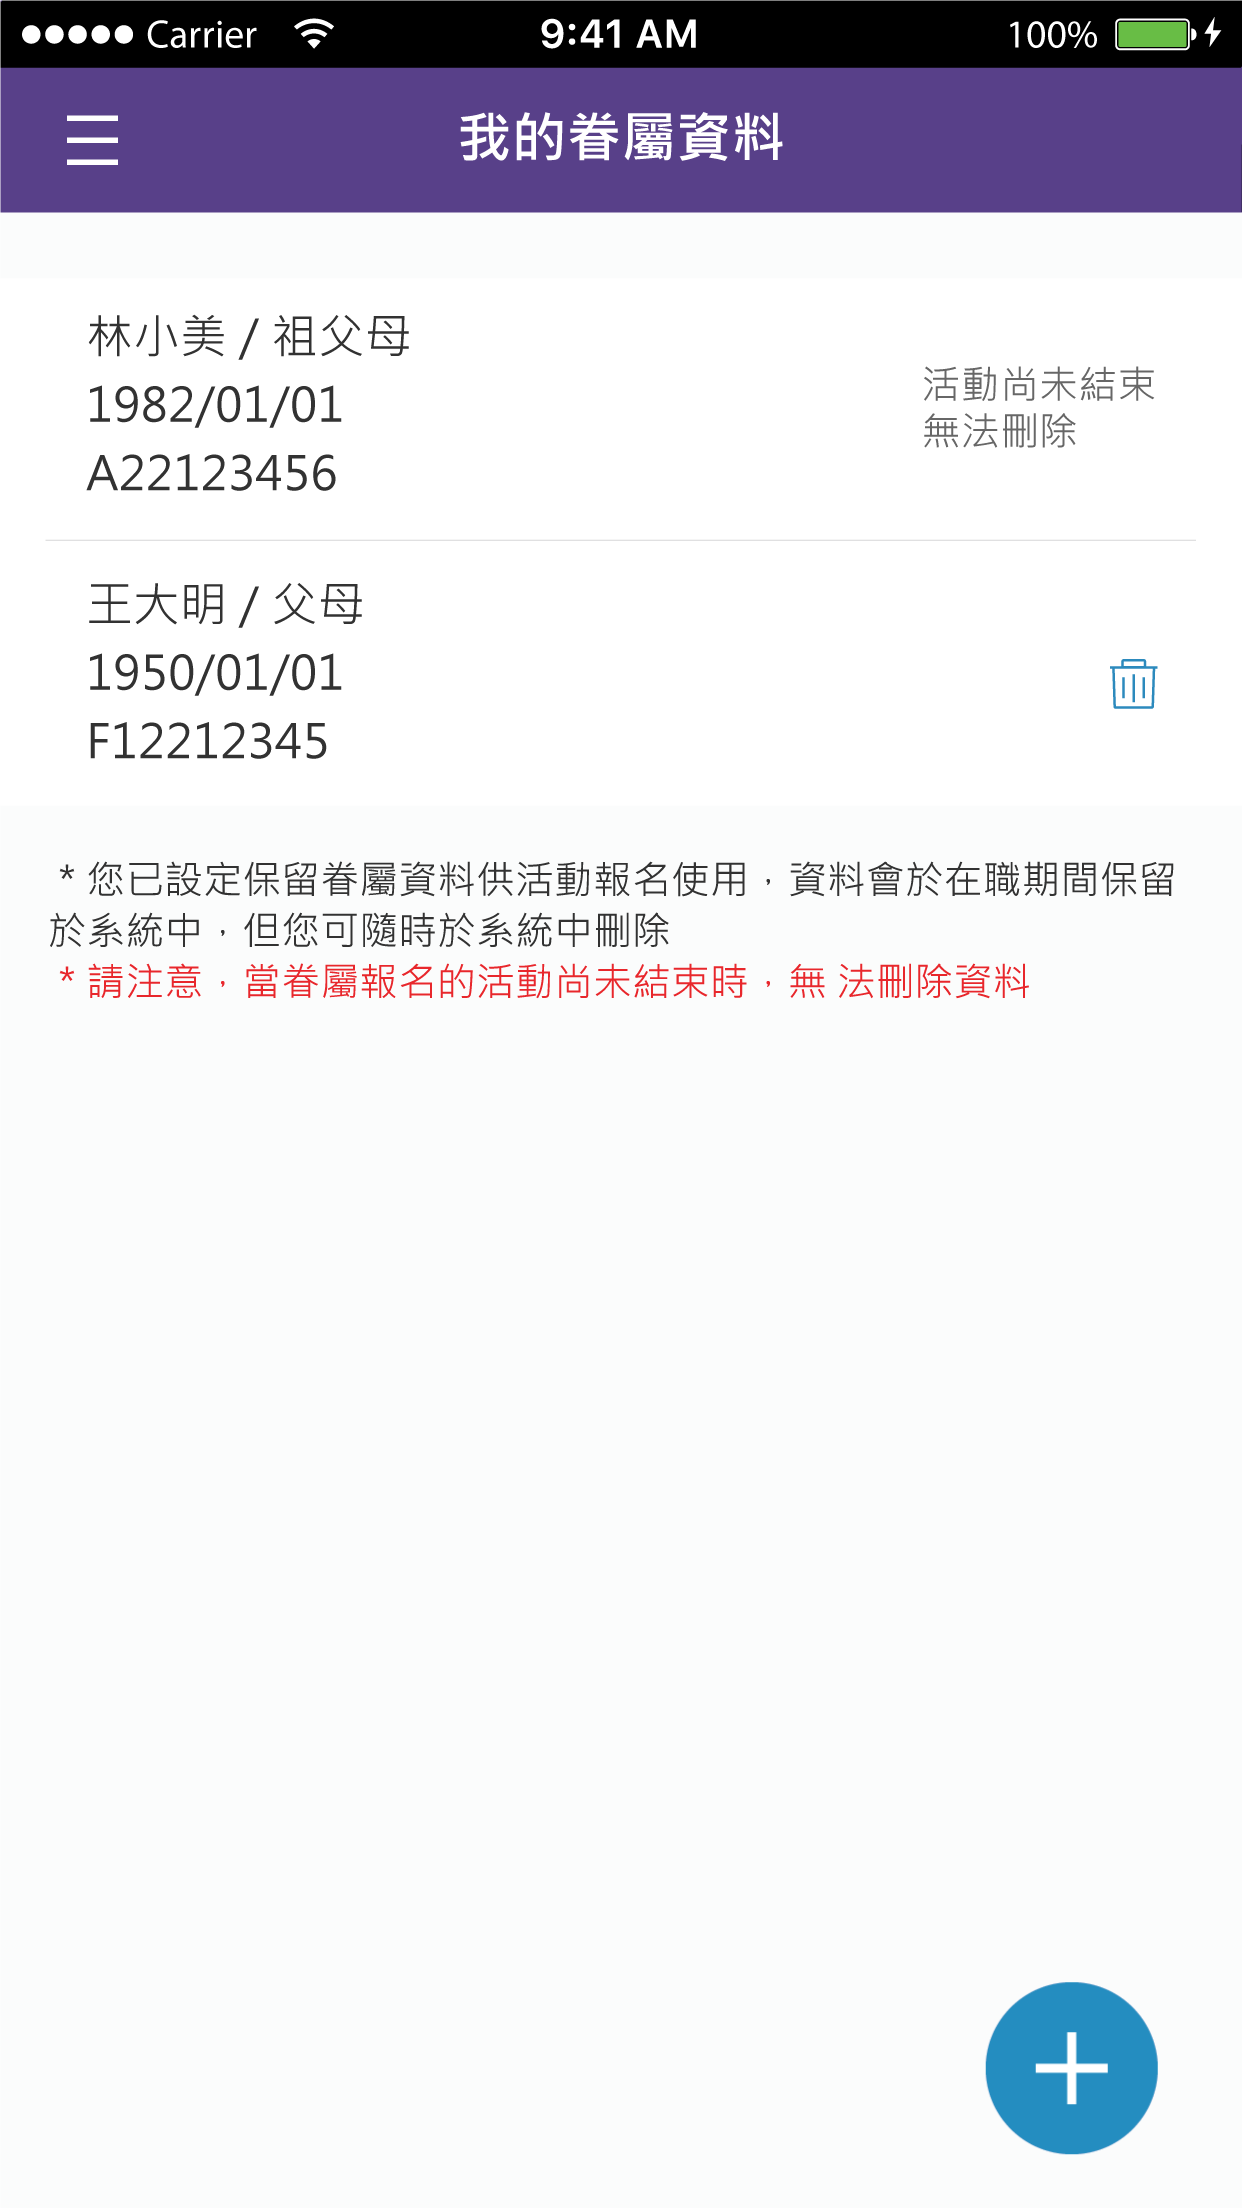 Carrier 9:41 AM 100%
我的眷屬資料
林小美 / 祖父母
1982/01/01
A22123456
活動尚未結束
無法刪除
王大明 / 父母
1950/01/01
F12212345
* 您已設定保留眷屬資料供活動報名使用，資料會於在職期間保留
於系統中，但您可隨時於系統中刪除
* 請注意，當眷屬報名的活動尚未結束時，無 法刪除資料